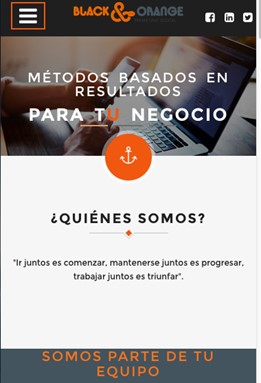 BLACK & ORANGE
MÉTODOS BASADOS EN
RESULTADOS
PARA TU NEGOCIO
¿QUIÉNES SOMOS?
"Ir juntos es comenzar, mantenerse juntos es progresar,
trabajar juntos es triunfar".
SOMOS PARTE DE TU
EQUIPO